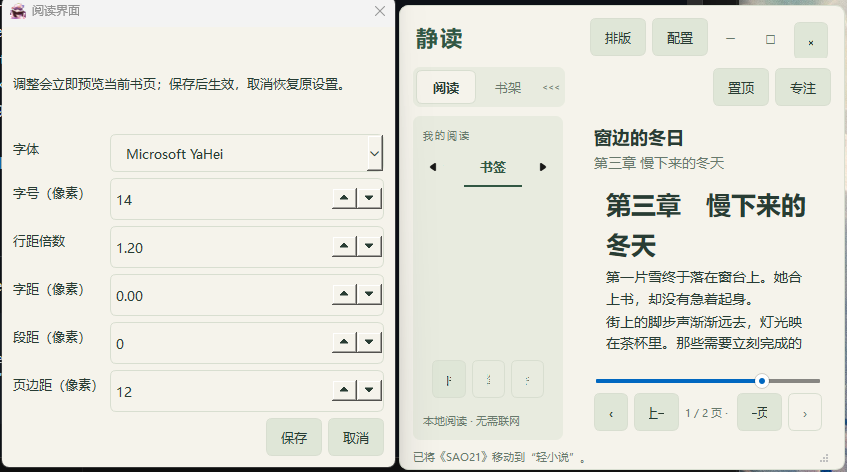 阅读界面
调整会立即预览当前书页；保存后生效，取消恢复原设置。
字体
Microsoft YaHei
字号（像素）
14
行距倍数
1.20
字距（像素）
0.00
段距（像素）
0
页边距（像素）
12
保存
取消
静读
排版
配置
阅读
书架
<<<
置顶
专注
我的阅读
书签
本地阅读 · 无需联网
窗边的冬日
第三章 慢下来的冬天
第三章　慢下来的
冬天
第一片雪终于落在窗台上。她合
上书，却没有急着起身。
街上的脚步声渐渐远去，灯光映
在茶杯里。那些需要立刻完成的
‹
上
1 / 2 页 ·
页
›
已将《SAO21》移动到“轻小说”。